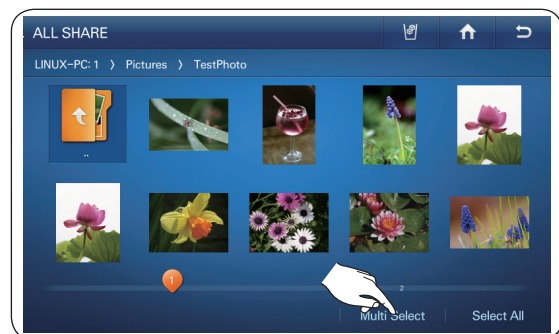 ALL SHARE
LINUX-PC: 1 > Pictures > TestPhoto
..
1
2
Multi Select
Select All